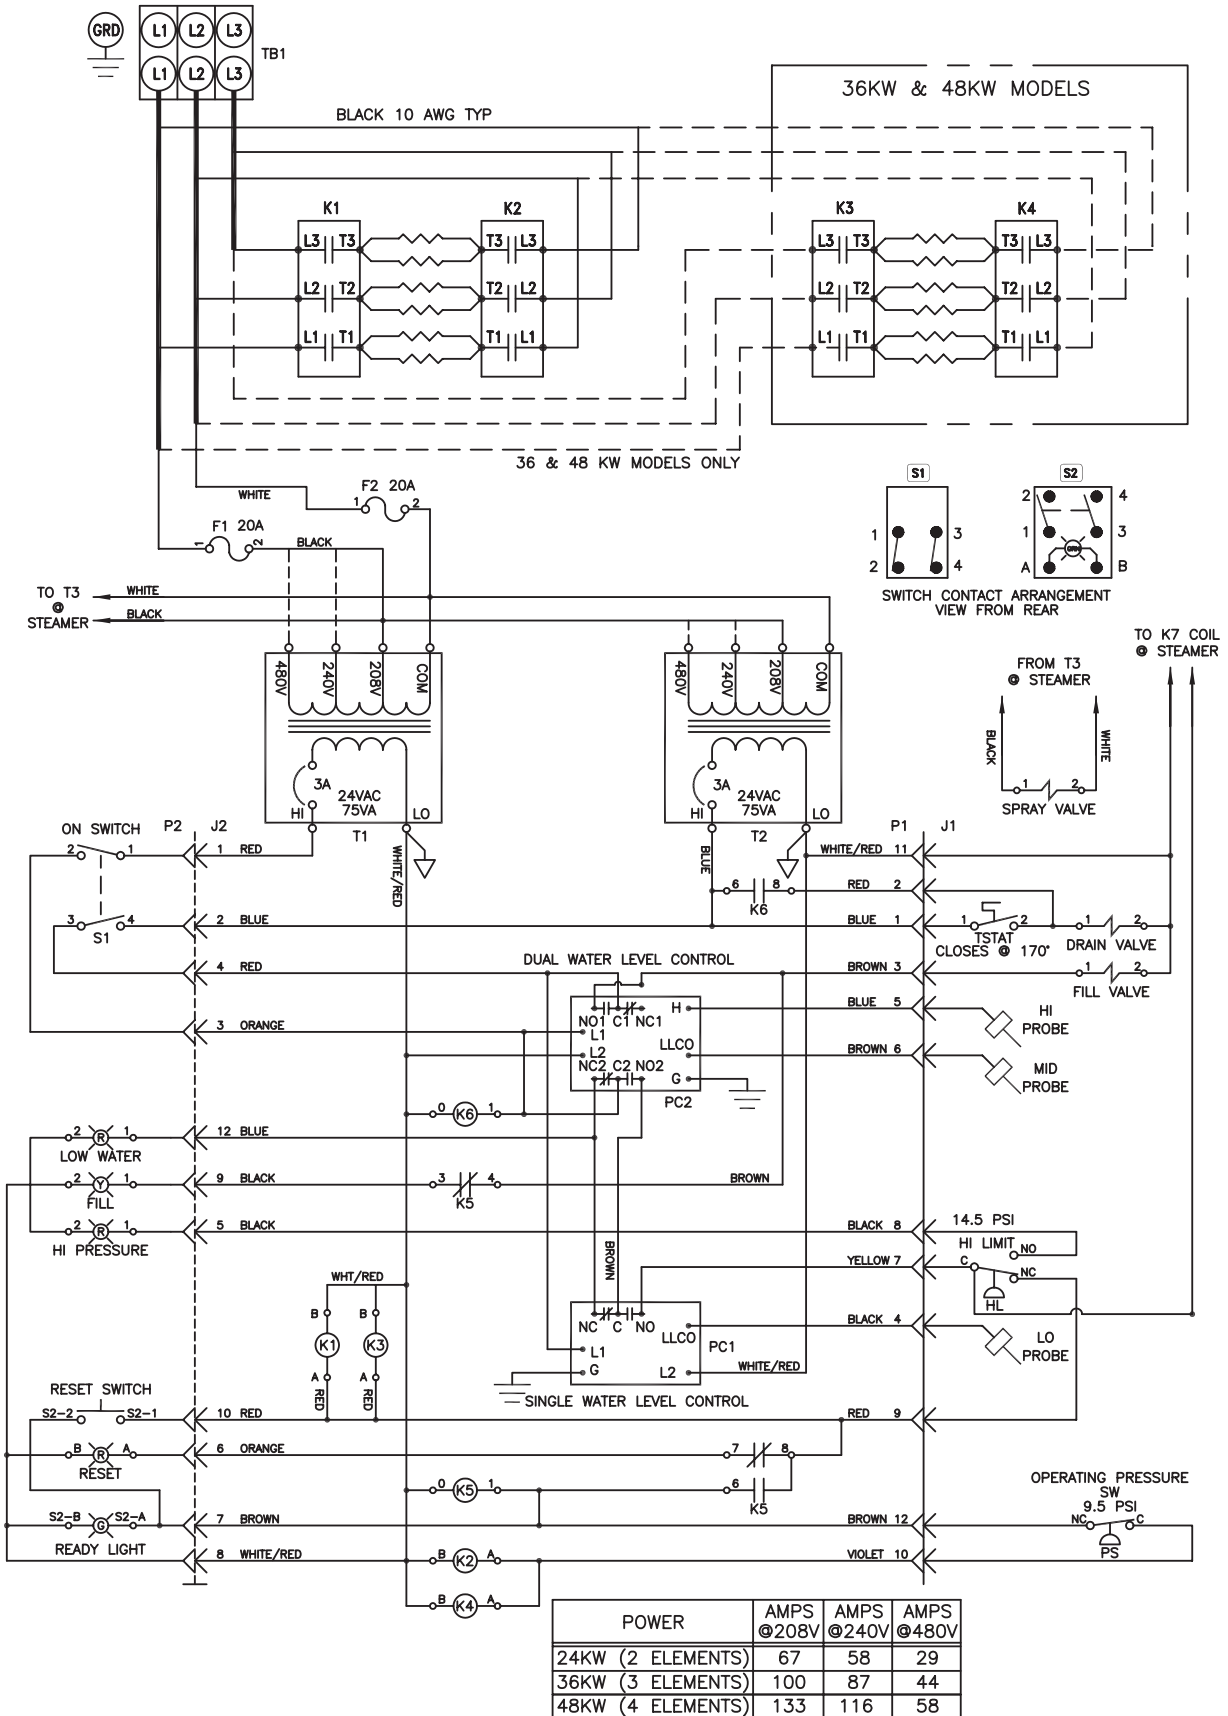 GRD
L1 L2 L3
L1 L2 L3
TB1
BLACK 10 AWG TYP
36KW & 48KW MODELS
K1 K2 K3 K4
L3 T3 T3 L3 L3 T3 T3 L3
L2 T2 T2 L2 L2 T2 T2 L2
L1 T1 T1 L1 L1 T1 T1 L1
36 & 48 KW MODELS ONLY
WHITE
F2 20A
1 2
F1 20A
1 2
BLACK
S1
1 3
2 4
S2
2 4
1 3
GRN
A B
SWITCH CONTACT ARRANGEMENT
VIEW FROM REAR
TO T3
@
STEAMER
WHITE
BLACK
480V 240V 208V COM
3A
24VAC
75VA
HI LO
T1
480V 240V 208V COM
3A
24VAC
75VA
HI LO
T2
TO K7 COIL
@ STEAMER
FROM T3
@ STEAMER
BLACK
WHITE
1 2
SPRAY VALVE
ON SWITCH
P2 J2
P1 J1
2 1
1 RED
WHITE/RED
BLUE
WHITE/RED 11
6 8
K6
RED 2
3 4
S1
2 BLUE
BLUE 1
1 2
TSTAT
CLOSES @ 170°
1 2
DRAIN VALVE
4 RED
DUAL WATER LEVEL CONTROL
BROWN 3
1 2
FILL VALVE
NO1 C1 NC1
H
BLUE 5
HI
PROBE
3 ORANGE
L1
L2
LLCO
BROWN 6
MID
PROBE
NC2 C2 NO2
G
PC2
0 K6 1
2 R 1
LOW WATER
12 BLUE
2 Y 1
FILL
9 BLACK
3 4
K5
BROWN
2 R 1
HI PRESSURE
5 BLACK
BLACK 8
14.5 PSI
HI LIMIT
NO
BROWN
YELLOW 7
C
NC
HL
WHT/RED
B B
K1 K3
A A
RED RED
NC C NO
LLCO
PC1
BLACK 4
LO
PROBE
L1
G
L2
WHITE/RED
SINGLE WATER LEVEL CONTROL
RESET SWITCH
S2-2 S2-1
10 RED
RED 9
B R A
RESET
6 ORANGE
7 8
0 K5 1
6
K5
OPERATING PRESSURE
SW
9.5 PSI
S2-B G S2-A
READY LIGHT
7 BROWN
BROWN 12
NC C
PS
8 WHITE/RED
B K2 A
VIOLET 10
B K4 A
POWER AMPS @208V AMPS @240V AMPS @480V
24KW (2 ELEMENTS) 67 58 29
36KW (3 ELEMENTS) 100 87 44
48KW (4 ELEMENTS) 133 116 58